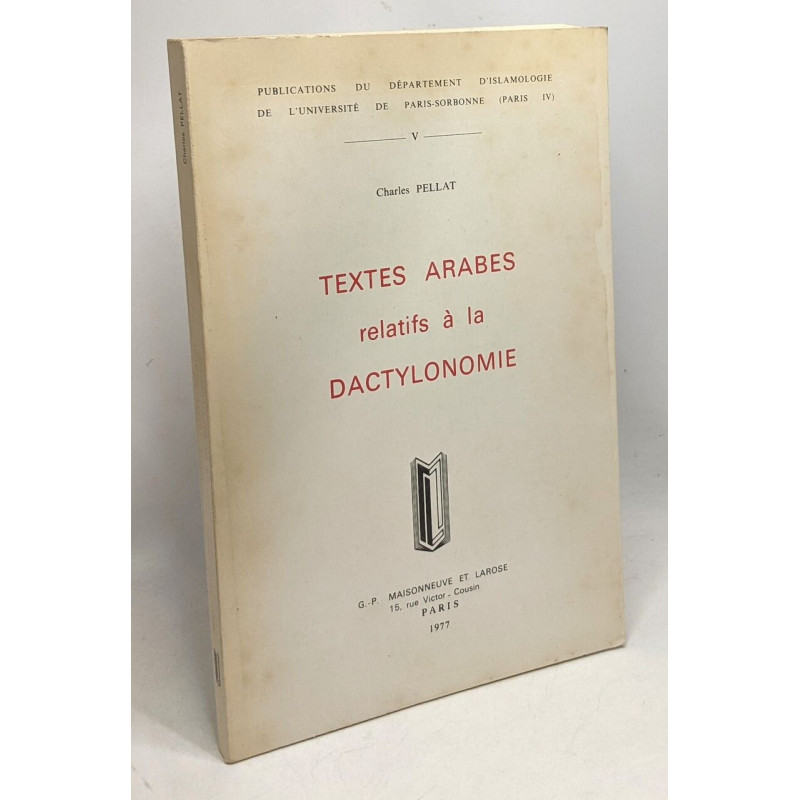 PUBLICATIONS DU DÉPARTEMENT D'ISLAMOLOGIE
DE L'UNIVERSITÉ DE PARIS-SORBONNE (PARIS IV)
V
Charles PELLAT
TEXTES ARABES
relatifs à la
DACTYLONOMIE
G.-P. MAISONNEUVE ET LAROSE
15, rue Victor-Cousin
PARIS
1977
Charles PELLAT